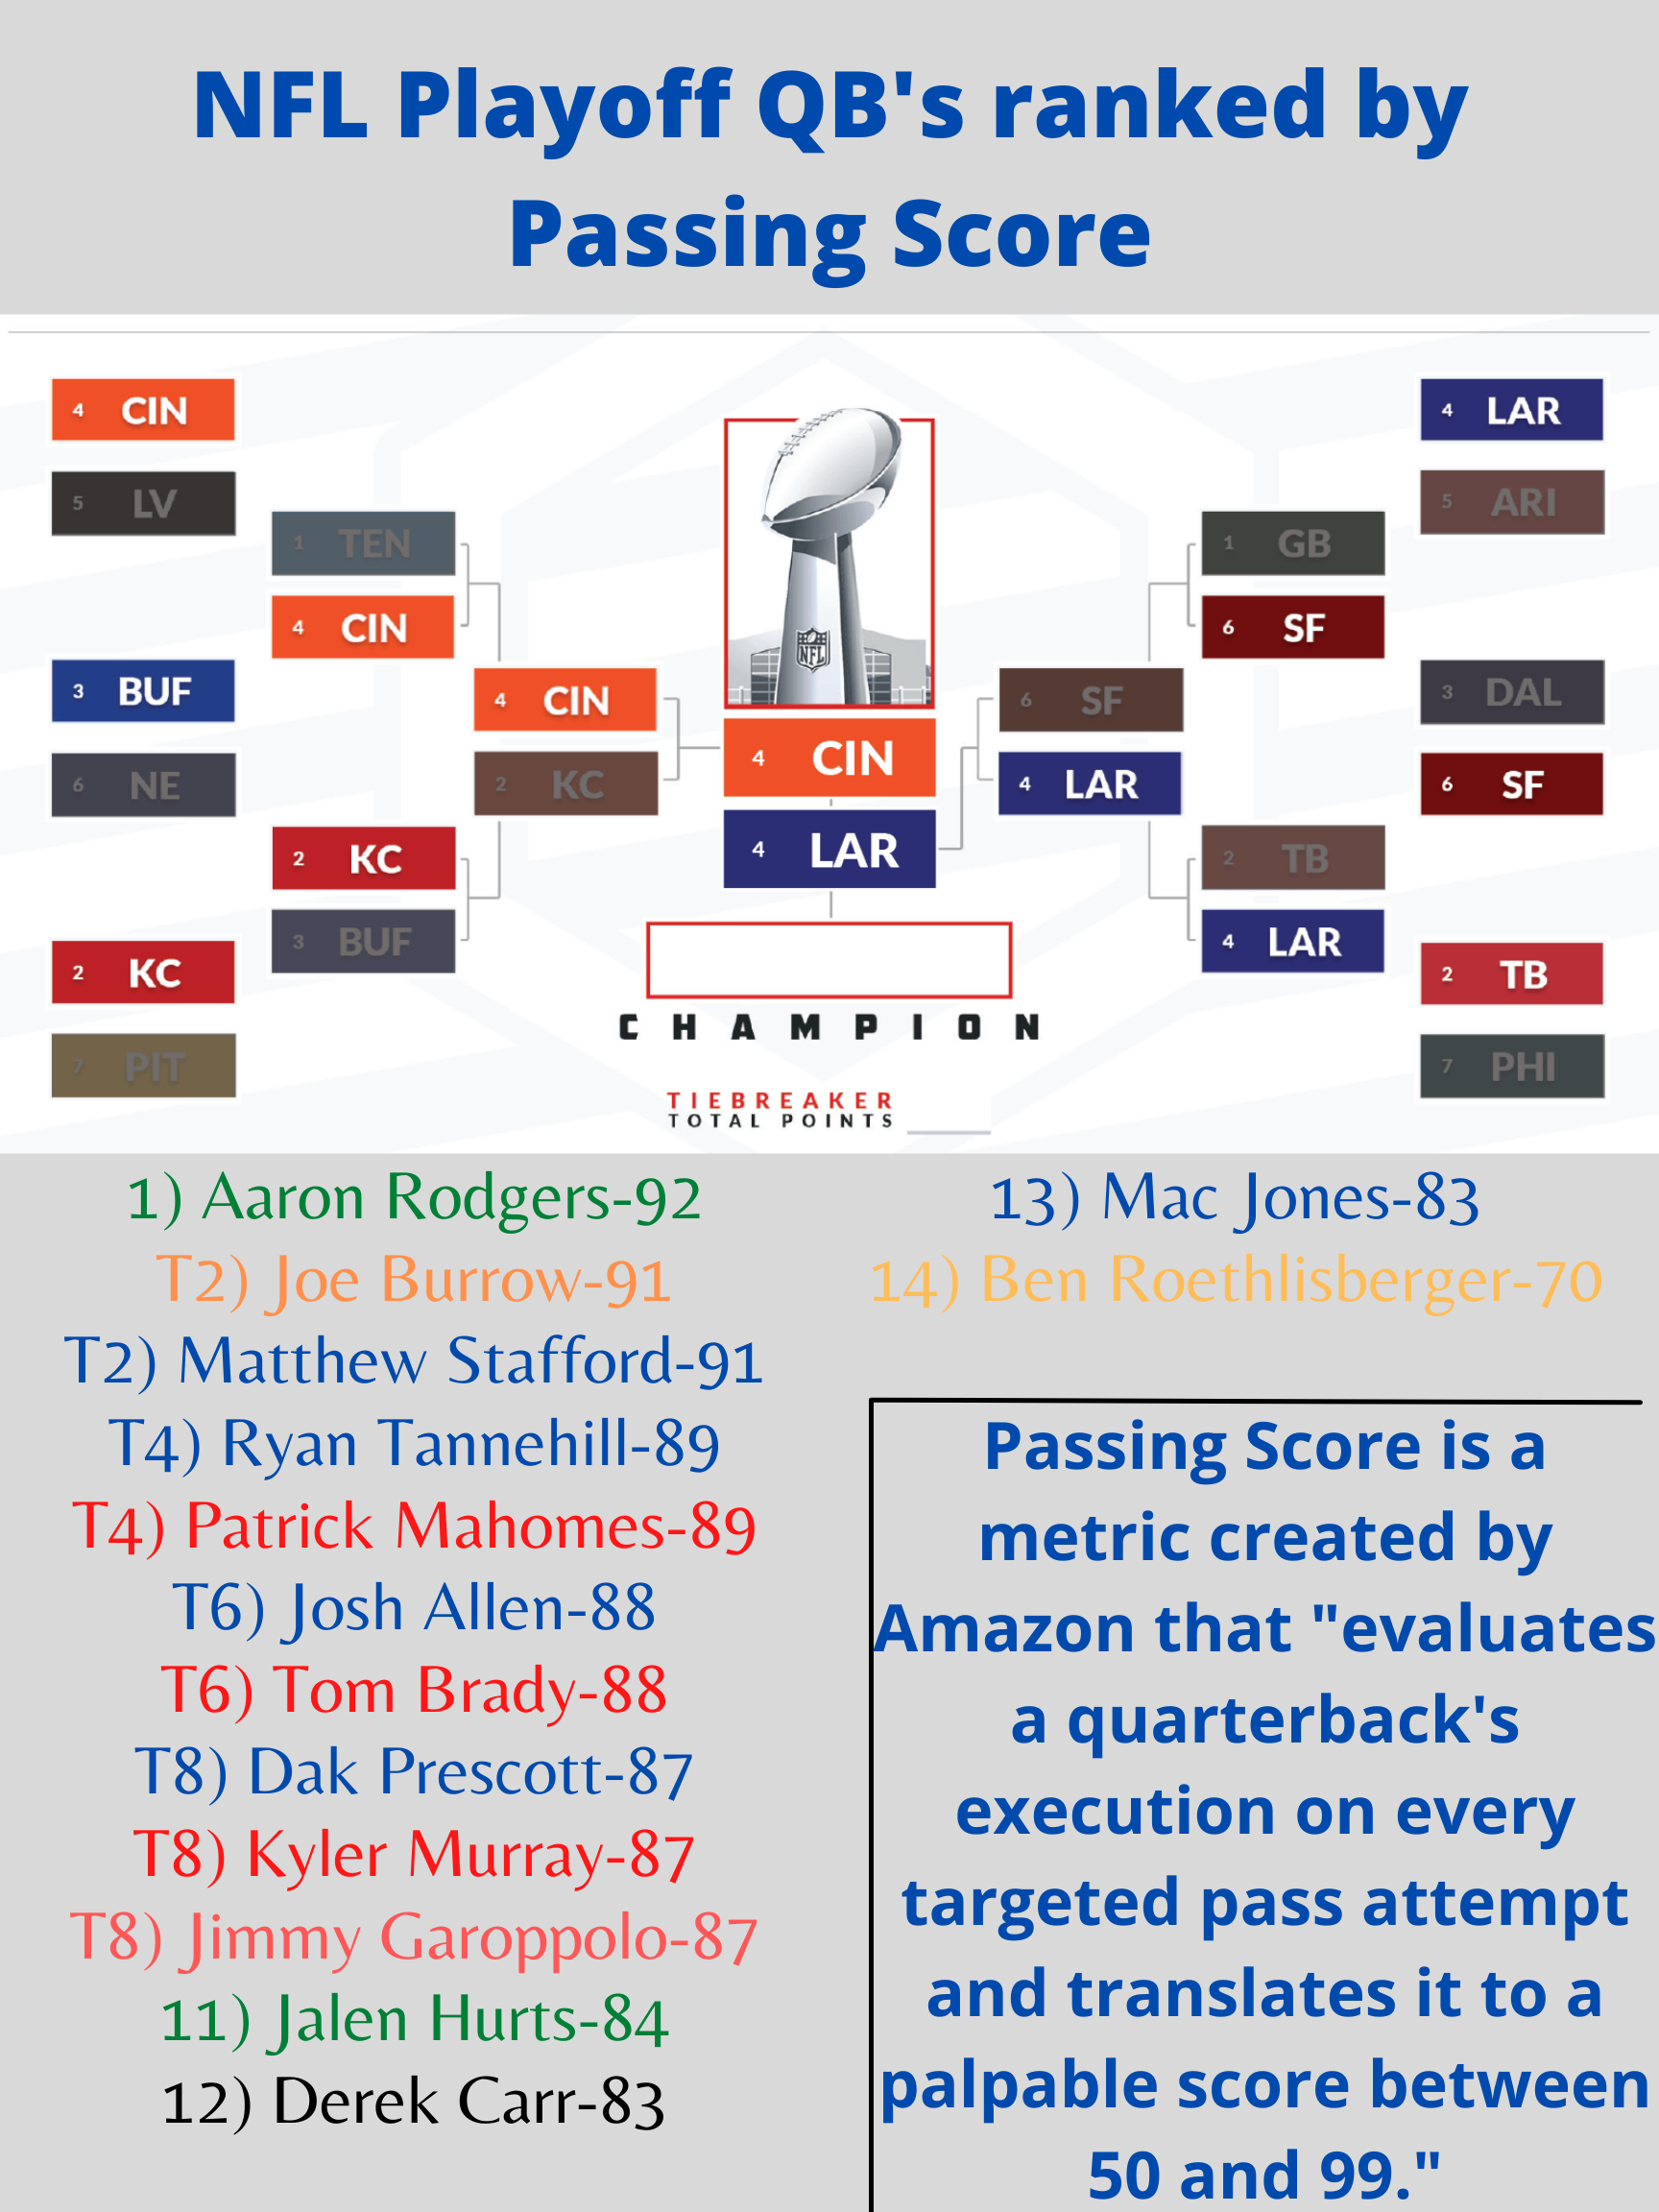 NFL Playoff QB's ranked by
Passing Score
4 CIN
5 LV
3 BUF
6 NE
2 KC
7 PIT
1 TEN
4 CIN
2 KC
3 BUF
4 CIN
2 KC
NFL
4 CIN
4 LAR
CHAMPION
TIEBREAKER
TOTAL POINTS
6 SF
4 LAR
1 GB
6 SF
2 TB
4 LAR
4 LAR
5 ARI
3 DAL
6 SF
2 TB
7 PHI
1) Aaron Rodgers-92
T2) Joe Burrow-91
T2) Matthew Stafford-91
T4) Ryan Tannehill-89
T4) Patrick Mahomes-89
T6) Josh Allen-88
T6) Tom Brady-88
T8) Dak Prescott-87
T8) Kyler Murray-87
T8) Jimmy Garoppolo-87
11) Jalen Hurts-84
12) Derek Carr-83
13) Mac Jones-83
14) Ben Roethlisberger-70
Passing Score is a
metric created by
Amazon that "evaluates
a quarterback's
execution on every
targeted pass attempt
and translates it to a
palpable score between
50 and 99."